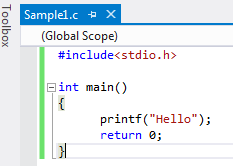 Toolbox
Sample1.c
(Global Scope)
#include<stdio.h>
int main()
{
printf("Hello");
return 0;
}